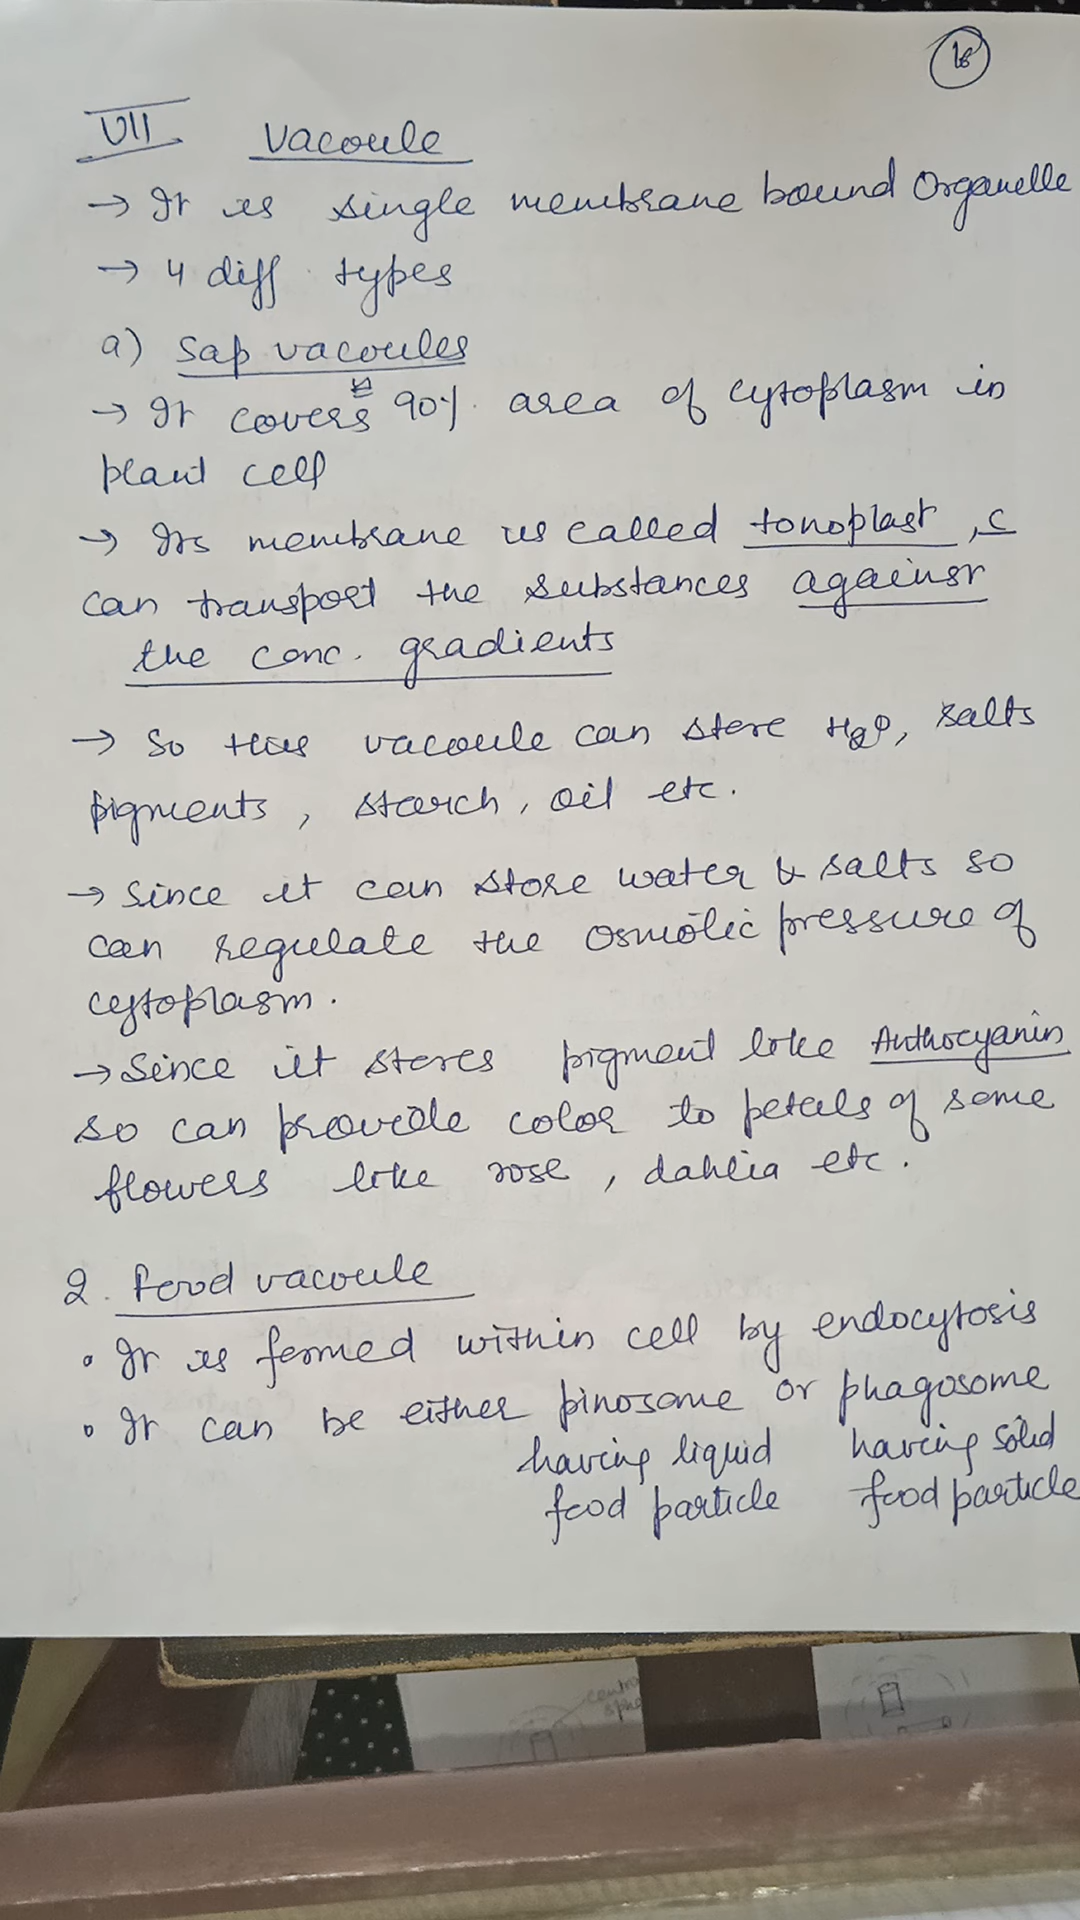 16
VII Vacoule
→ It is single membrane bound Organelle
→ 4 diff types
a) Sap vacoules
→ It covers 90% area of cytoplasm in
plant cell
→ Its membrane is called tonoplast, c
can transport the substances against
the conc. gradients
→ So this vacoule can store H2O, salts
pigments, starch, oil etc.
→ Since it can store water & salts so
can regulate the osmotic pressure of
cytoplasm.
→ Since it stores pigment like Anthocyanin
so can provide color to petals of some
flowers like rose, dahlia etc.
2. Food vacoule
• It is formed within cell by endocytosis
• It can be either pinosome or phagosome
having liquid having solid
food particle food particle